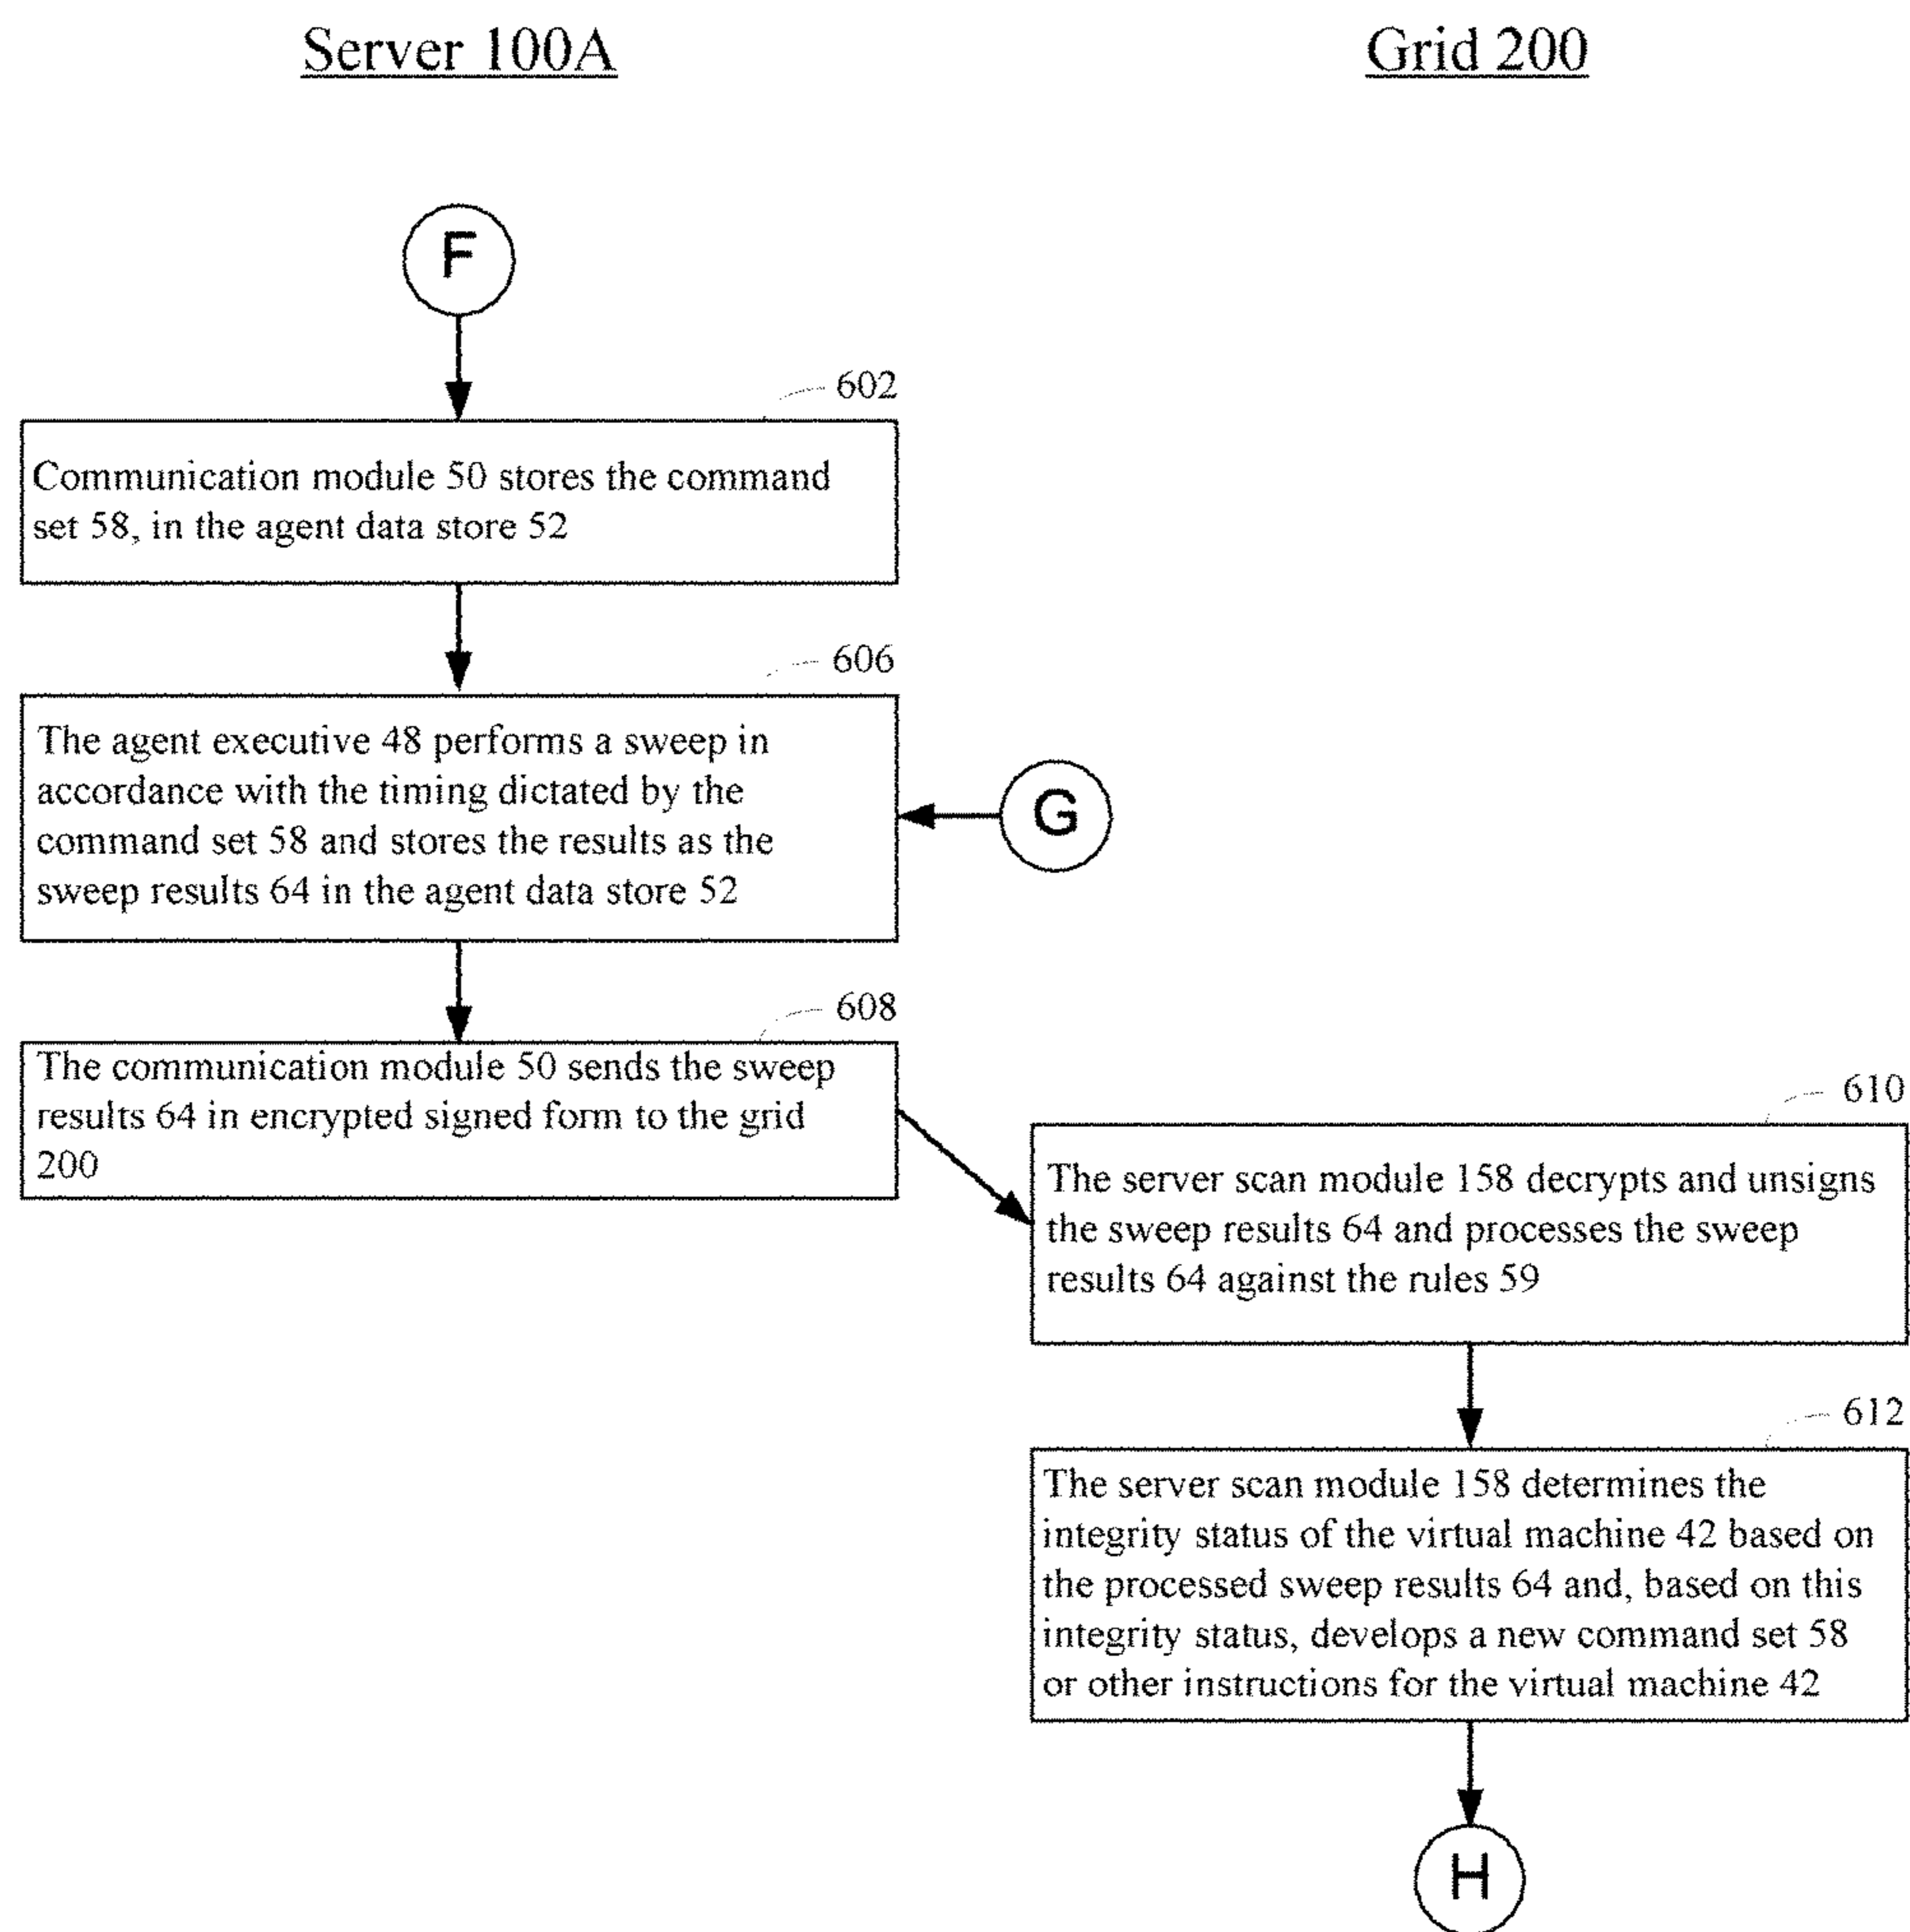 Server 100A
Grid 200
F
602
Communication module 50 stores the command
set 58, in the agent data store 52
606
The agent executive 48 performs a sweep in
accordance with the timing dictated by the
command set 58 and stores the results as the
sweep results 64 in the agent data store 52
G
608
The communication module 50 sends the sweep
results 64 in encrypted signed form to the grid
200
610
The server scan module 158 decrypts and unsigns
the sweep results 64 and processes the sweep
results 64 against the rules 59
612
The server scan module 158 determines the
integrity status of the virtual machine 42 based on
the processed sweep results 64 and, based on this
integrity status, develops a new command set 58
or other instructions for the virtual machine 42
H